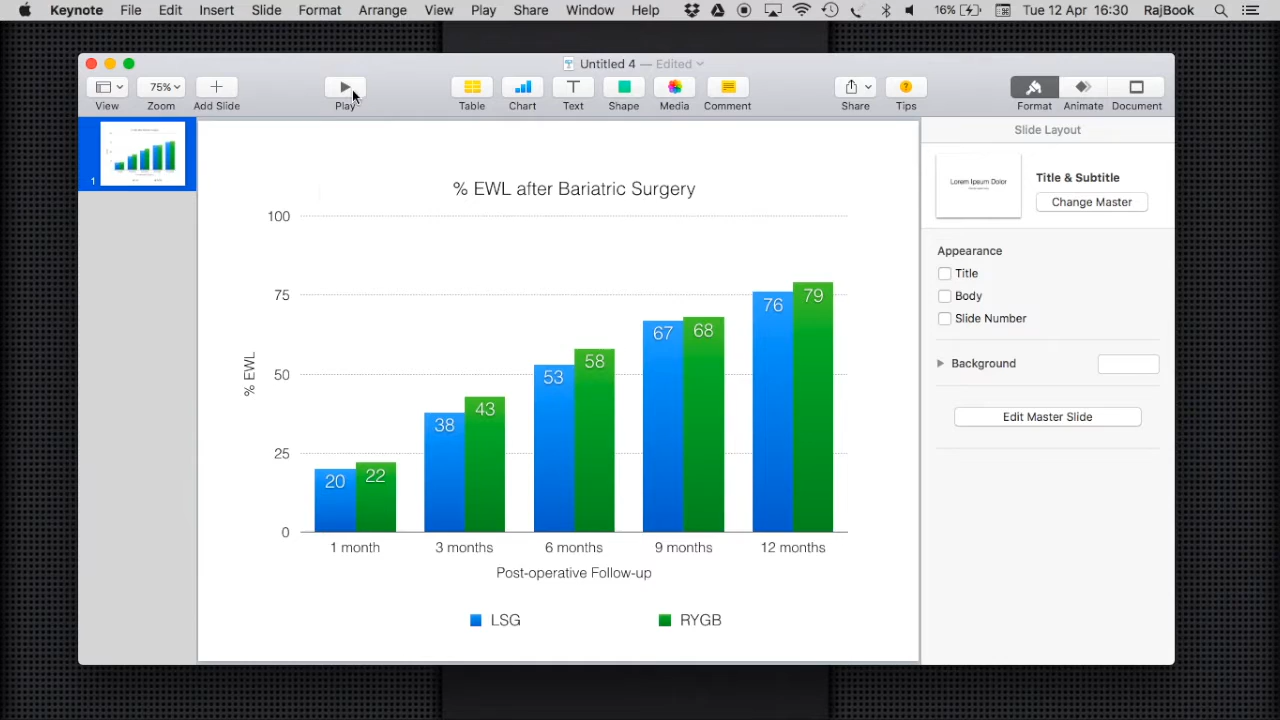 Keynote File Edit Insert Slide Format Arrange View Play Share Window Help 16% Tue 12 Apr 16:30 RajBook
Untitled 4 — Edited
75%
View Zoom Add Slide Play Table Chart Text Shape Media Comment Share Tips Format Animate Document
1
% EWL after Bariatric Surgery
100
75
50
25
0
% EWL
20 22 38 43 53 58 67 68 76 79
1 month 3 months 6 months 9 months 12 months
Post-operative Follow-up
LSG RYGB
Slide Layout
Lorem Ipsum Dolor
Title & Subtitle
Change Master
Appearance
Title
Body
Slide Number
Background
Edit Master Slide